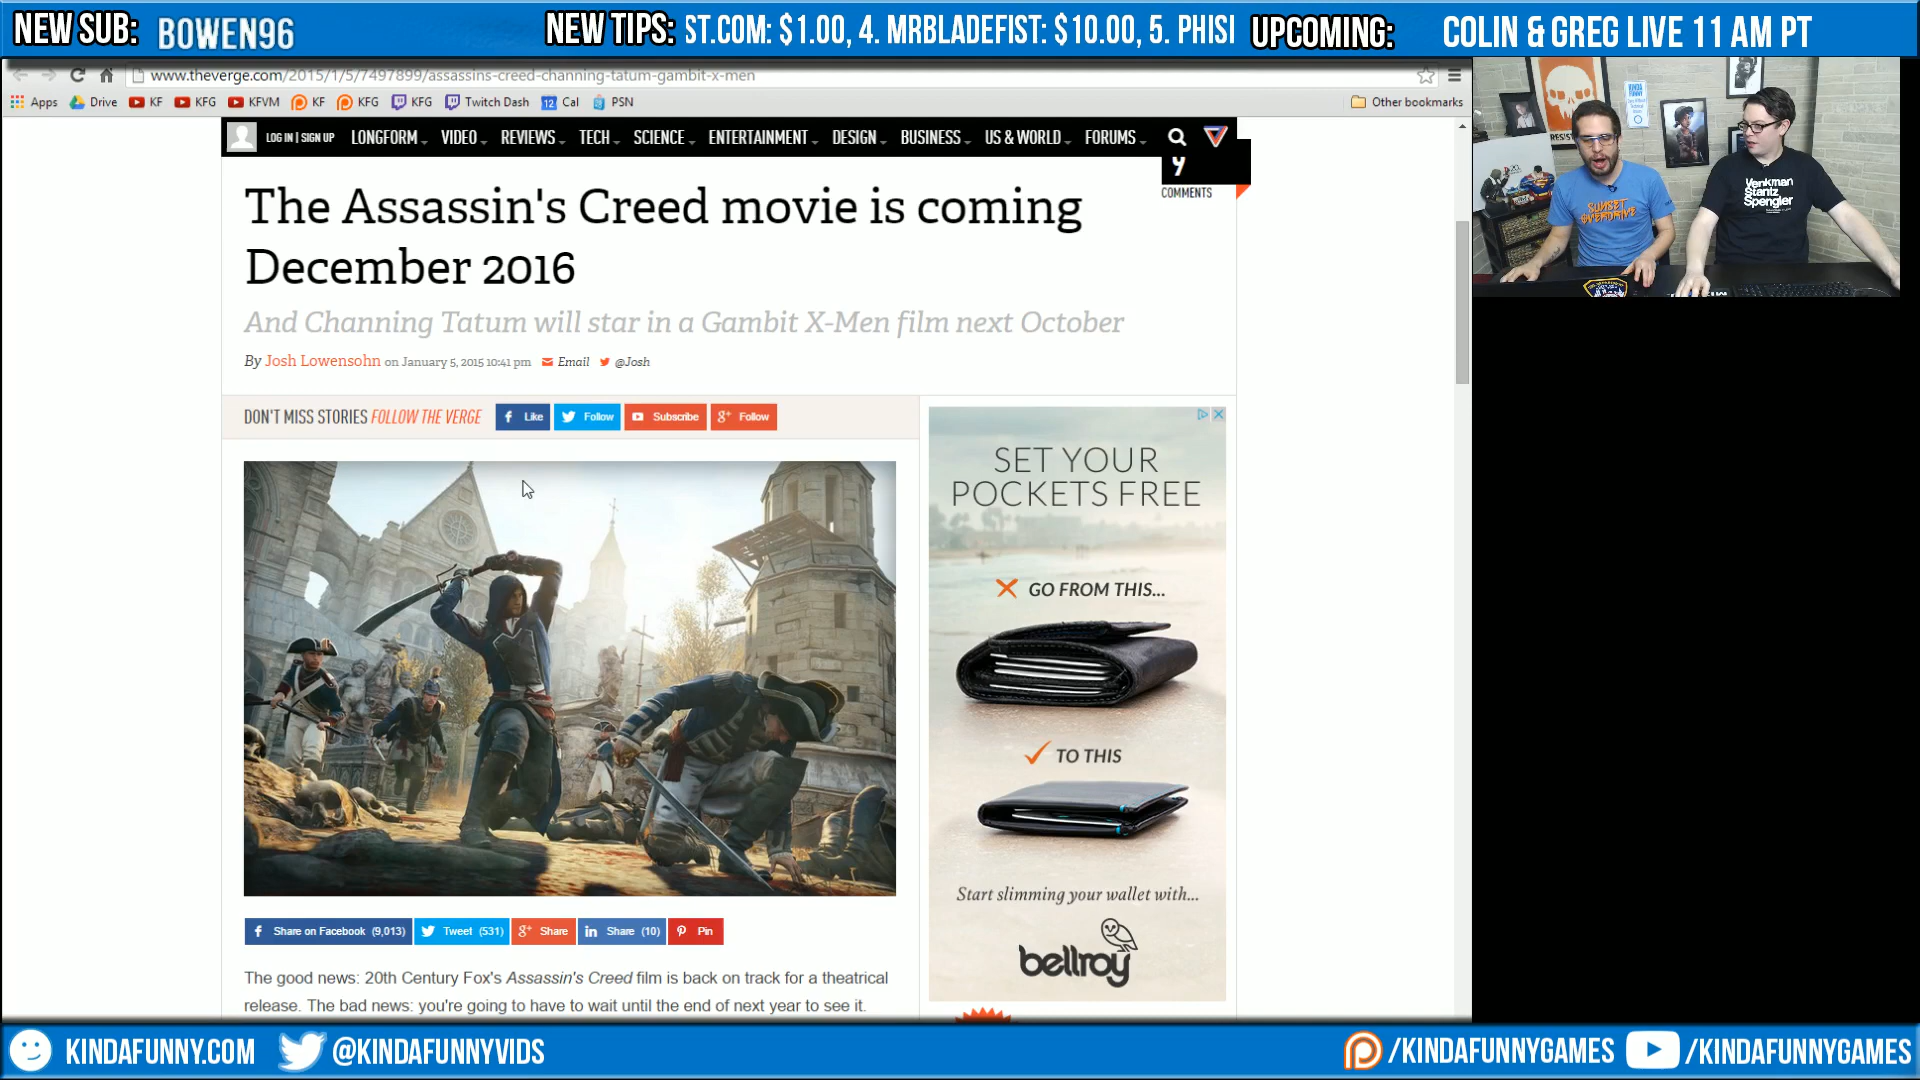 NEW SUB: BOWEN96
NEW TIPS: ST.COM: $1.00, 4. MRBLADEFIST: $10.00, 5. PHISI
UPCOMING: COLIN & GREG LIVE 11 AM PT
www.theverge.com/2015/1/5/7497899/assassins-creed-channing-tatum-gambit-x-men
Apps Drive KF KFG KFVM KF KFG KFG Twitch Dash 12 Cal PSN Other bookmarks
LOG IN | SIGN UP LONGFORM VIDEO REVIEWS TECH SCIENCE ENTERTAINMENT DESIGN BUSINESS US & WORLD FORUMS
9
COMMENTS
The Assassin's Creed movie is coming
December 2016
And Channing Tatum will star in a Gambit X-Men film next October
By Josh Lowensohn on January 5, 2015 10:41 pm Email @Josh
DON'T MISS STORIES FOLLOW THE VERGE Like Follow Subscribe Follow
SET YOUR
POCKETS FREE
GO FROM THIS...
TO THIS
Start slimming your wallet with...
bellroy
Share on Facebook (9,013) Tweet (531) Share Share (10) Pin
The good news: 20th Century Fox's Assassin's Creed film is back on track for a theatrical
release. The bad news: you're going to have to wait until the end of next year to see it.
RESIST
KINDA
FUNNY
SUNSET
OVERDRIVE
Venkman
Stantz
Spengler
KINDAFUNNY.COM
@KINDAFUNNYVIDS
/KINDAFUNNYGAMES
/KINDAFUNNYGAMES